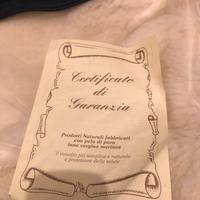 Certificato
di
Garanzia
Prodotti Naturali fabbricati
con pelo di pura
lana vergine merinos
il rimedio più semplice e naturale
a protezione della salute